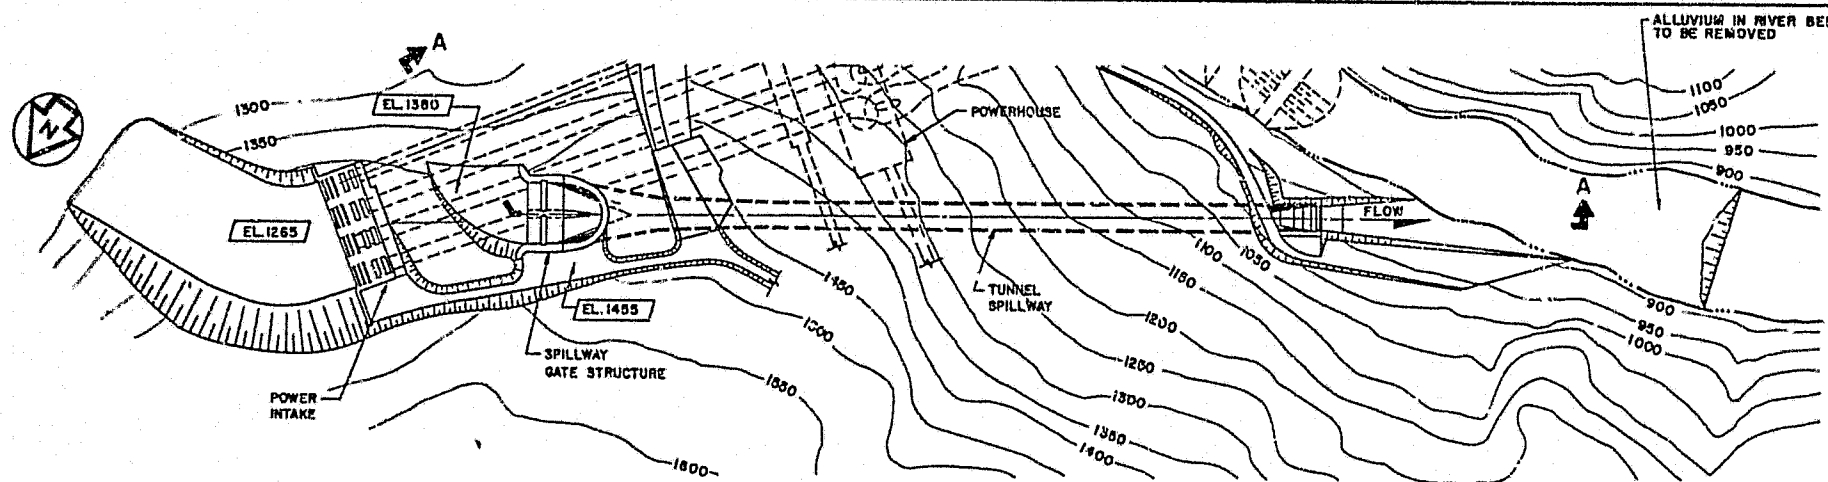 ALLUVIUM IN RIVER BE
TO BE REMOVED
A
N
1300
EL.1380
1350
POWERHOUSE
1100
1050
1000
950
900
A
FLOW
EL.1265
1100
1050
1150
1450
TUNNEL
SPILLWAY
EL.1455
1500
1200
900
950
1000
SPILLWAY
GATE STRUCTURE
1250
1550
POWER
INTAKE
1300
1350
1400
1600